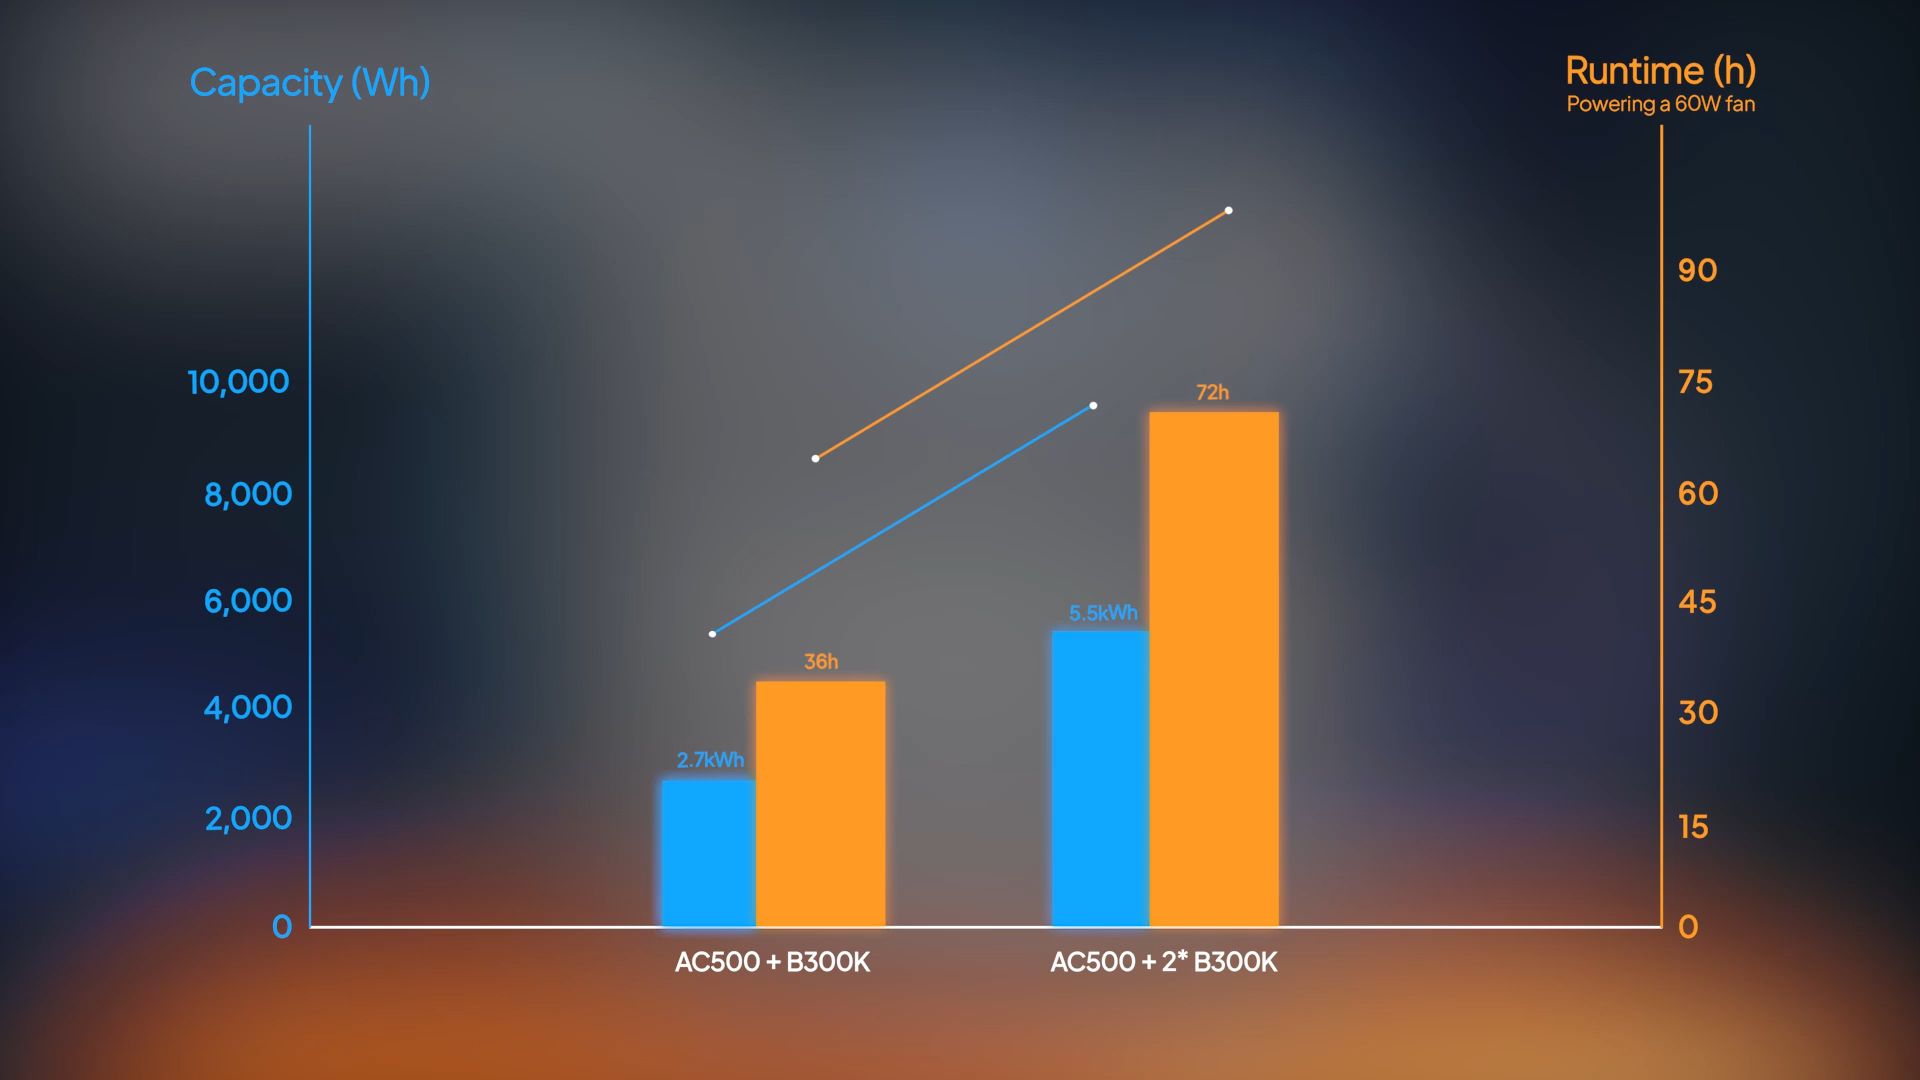 Capacity (Wh)
Runtime (h)
Powering a 60W fan
10,000
8,000
6,000
4,000
2,000
0
90
75
60
45
30
15
0
72h
5.5kWh
36h
2.7kWh
AC500 + B300K
AC500 + 2* B300K